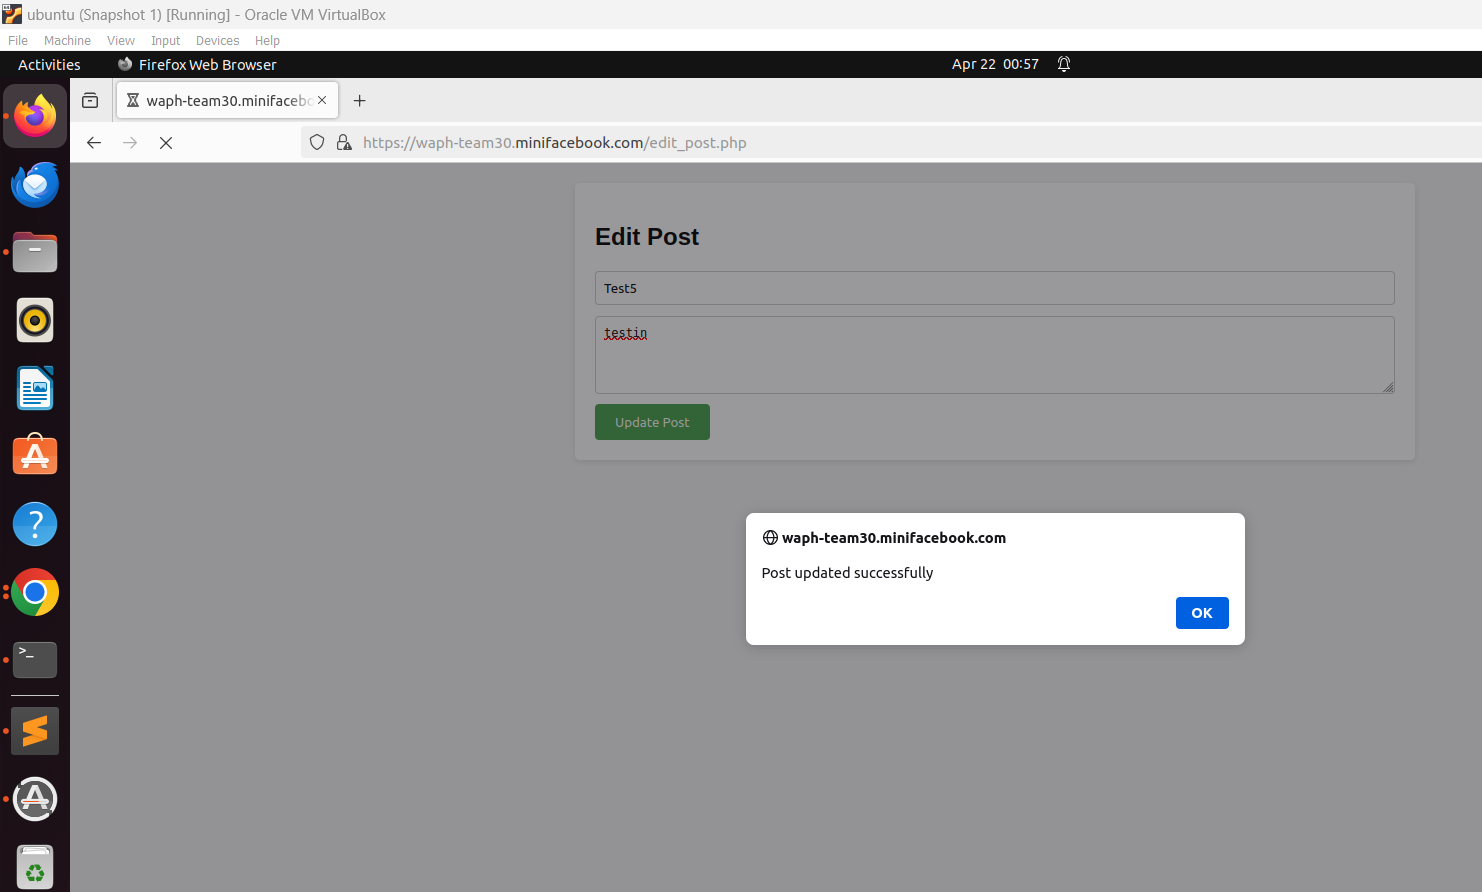 ubuntu (Snapshot 1) [Running] - Oracle VM VirtualBox
File Machine View Input Devices Help
Activities Firefox Web Browser Apr 22 00:57
waph-team30.minifaceb
https://waph-team30.minifacebook.com/edit_post.php
Edit Post
Test5
testin
Update Post
waph-team30.minifacebook.com
Post updated successfully
OK
>_
?